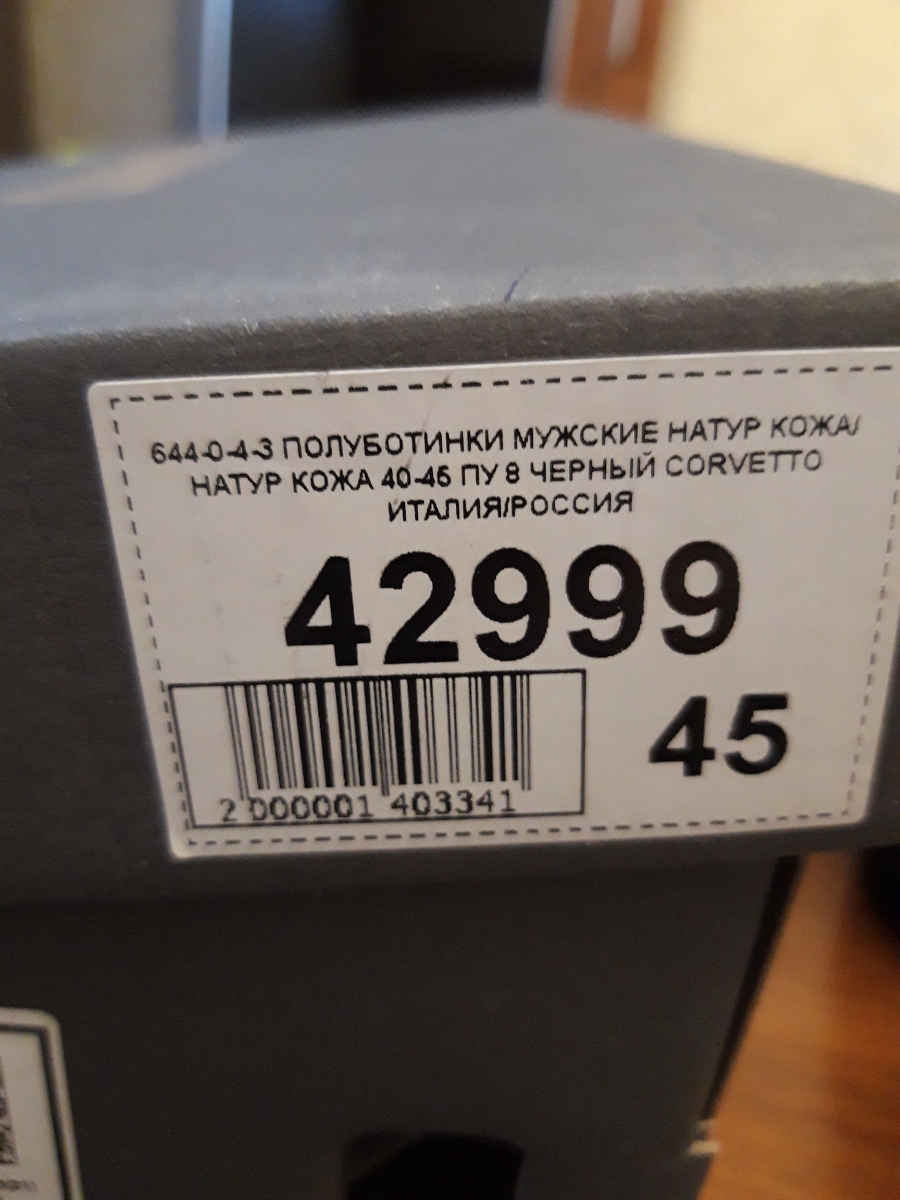 644-0-4-3 ПОЛУБОТИНКИ МУЖСКИЕ НАТУР КОЖА/
НАТУР КОЖА 40-46 ПУ 8 ЧЕРНЫЙ CORVETTO
ИТАЛИЯ/РОССИЯ
42999
45
2 000001 403341